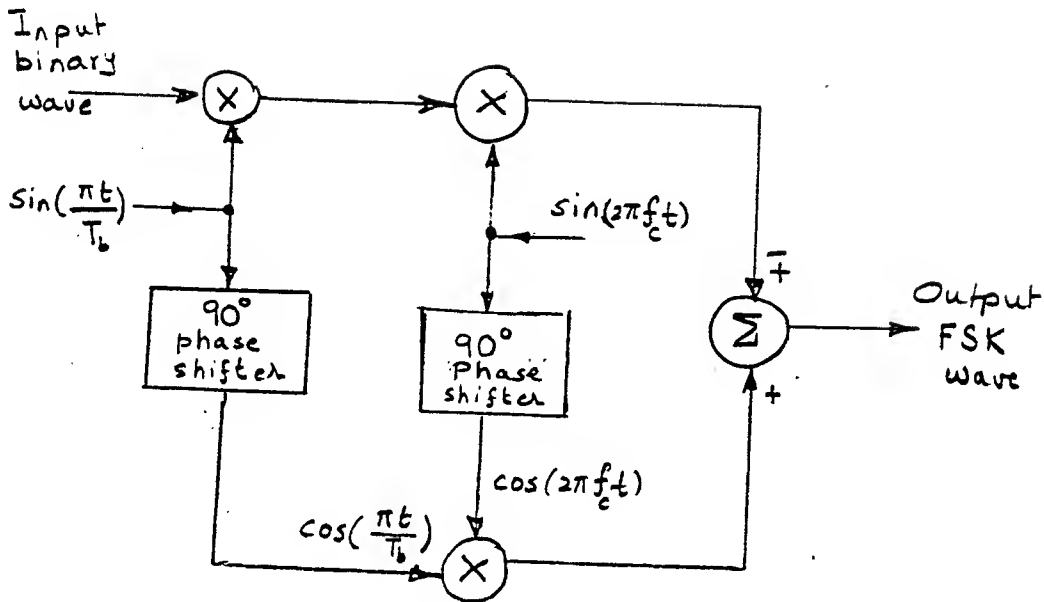 Input
binary
wave
×
×
sin(πt/T_b)
sin(2πf_ct)
∓
Σ
+
Output
FSK
wave
90°
phase
shifter
90°
Phase
shifter
cos(2πf_ct)
cos(πt/T_b)
×